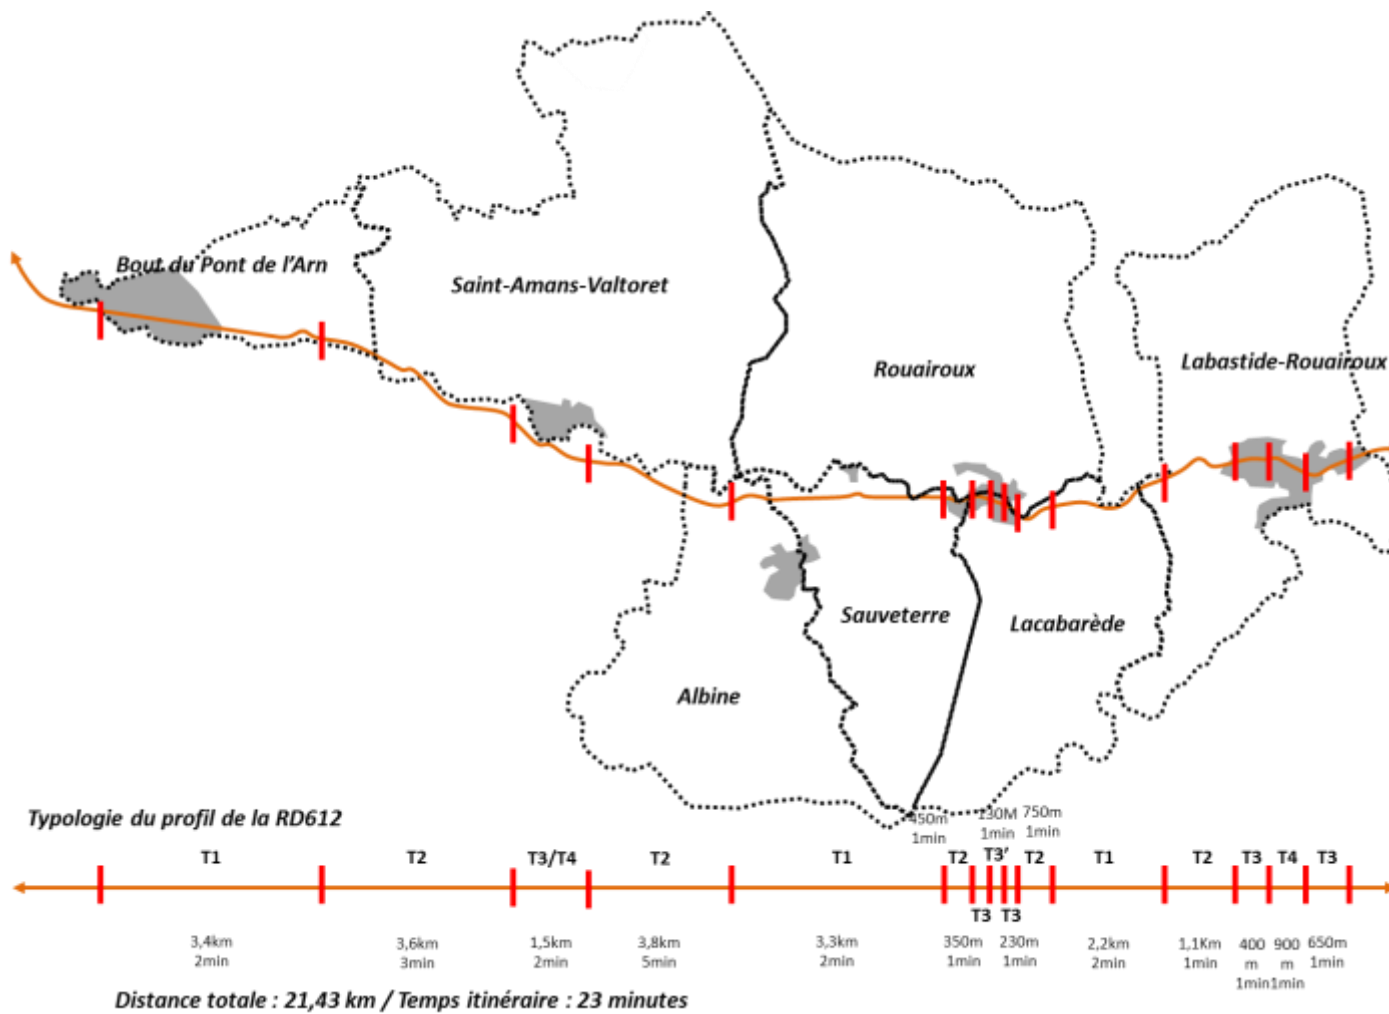 Bout du Pont de l'Arn
Saint-Amans-Valtoret
Rouairoux
Labastide-Rouairoux
Sauveterre
Lacabarède
Albine
Typologie du profil de la RD612
450m
1min
130M
1min
750m
1min
T1
T2
T3/T4
T2
T1
T2
T3'
T2
T1
T2
T3
T4
T3
T3
T3
3,4km
2min
3,6km
3min
1,5km
2min
3,8km
5min
3,3km
2min
350m
1min
230m
1min
2,2km
2min
1,1Km
1min
400
m
1min
900
m
1min
650m
1min
Distance totale : 21,43 km / Temps itinéraire : 23 minutes